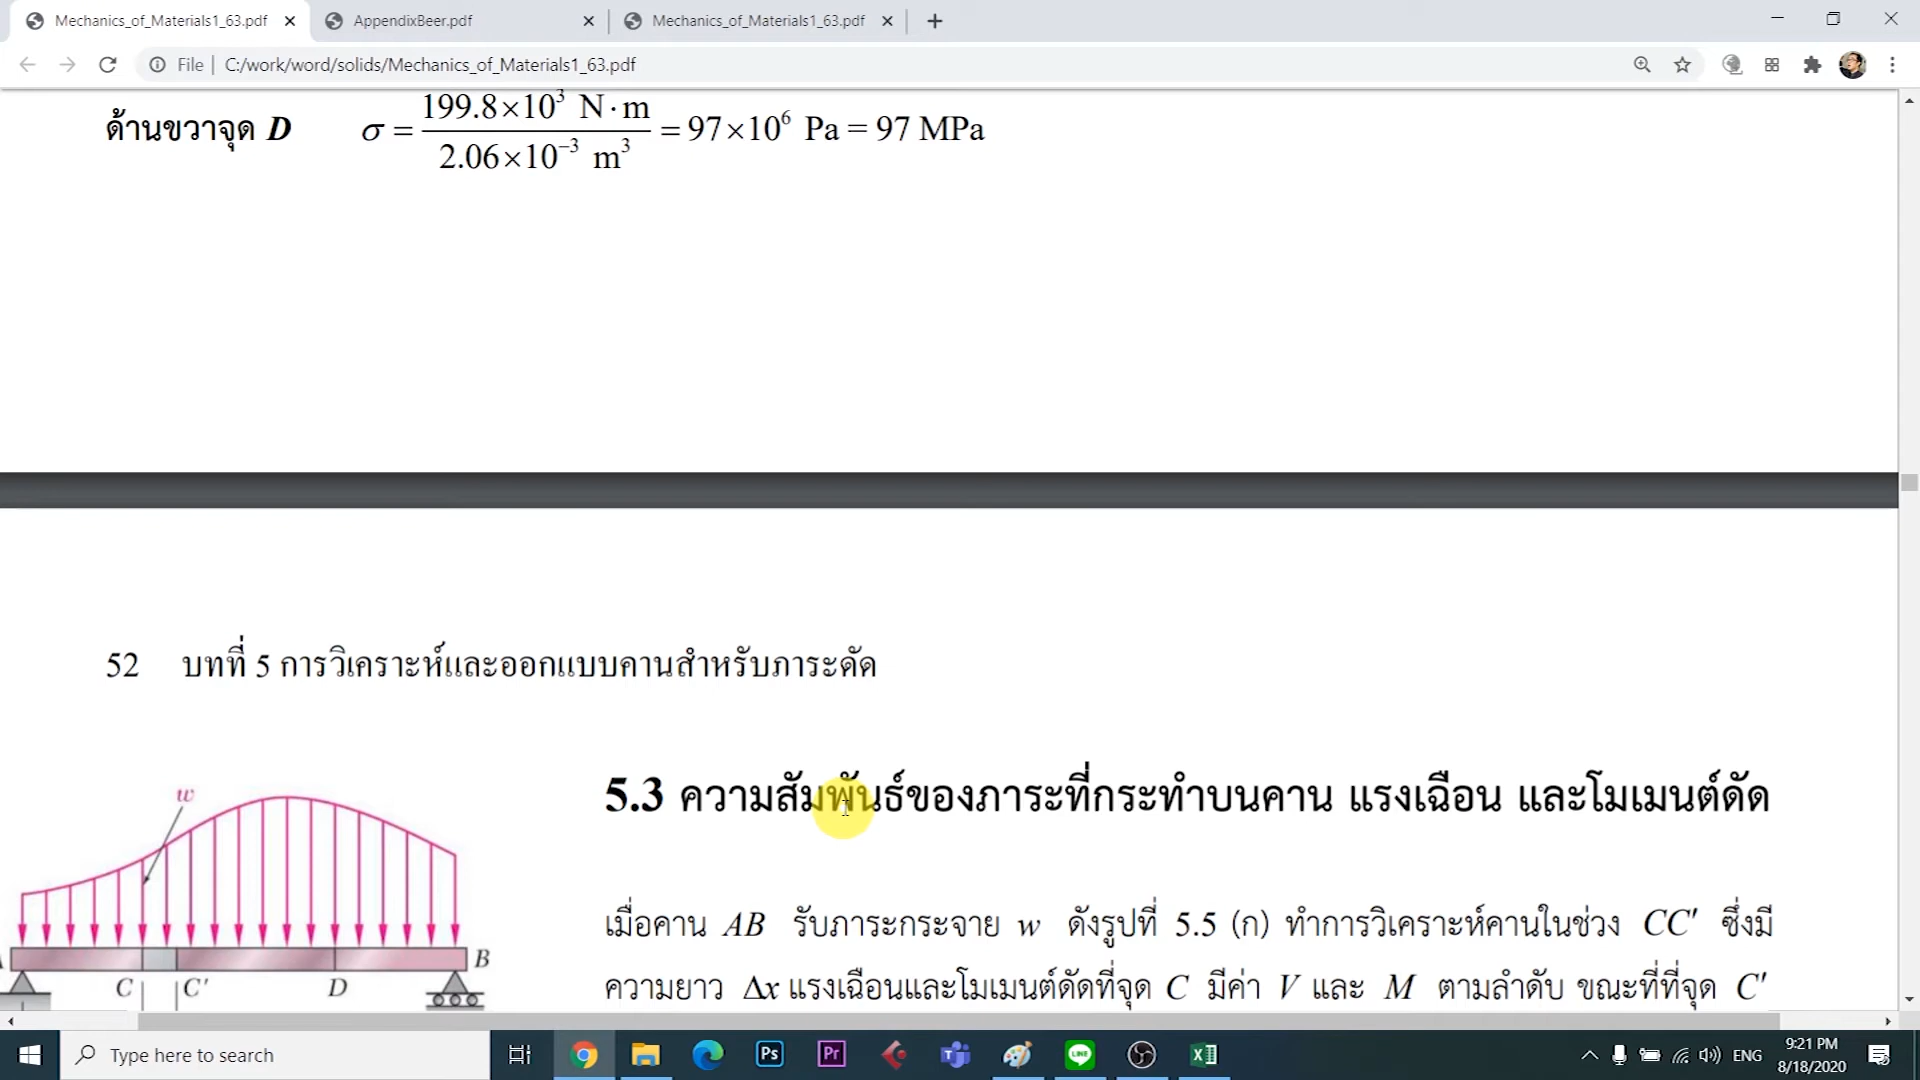 Mechanics_of_Materials1_63.pdf
AppendixBeer.pdf
Mechanics_of_Materials1_63.pdf
File | C:/work/word/solids/Mechanics_of_Materials1_63.pdf
ด้านขวาจุด D σ = 199.8×10³ N·m / 2.06×10⁻³ m³ = 97×10⁶ Pa = 97 MPa
52 บทที่ 5 การวิเคราะห์และออกแบบคานสำหรับภาระดัด
w
C C′ D B
5.3 ความสัมพันธ์ของภาระที่กระทำบนคาน แรงเฉือน และโมเมนต์ดัด
เมื่อคาน AB รับภาระกระจาย w ดังรูปที่ 5.5 (ก) ทำการวิเคราะห์คานในช่วง CC′ ซึ่งมี
ความยาว Δx แรงเฉือนและโมเมนต์ดัดที่จุด C มีค่า V และ M ตามลำดับ ขณะที่ที่จุด C′
Type here to search
Ps
Pr
LINE
ENG
9:21 PM
8/18/2020